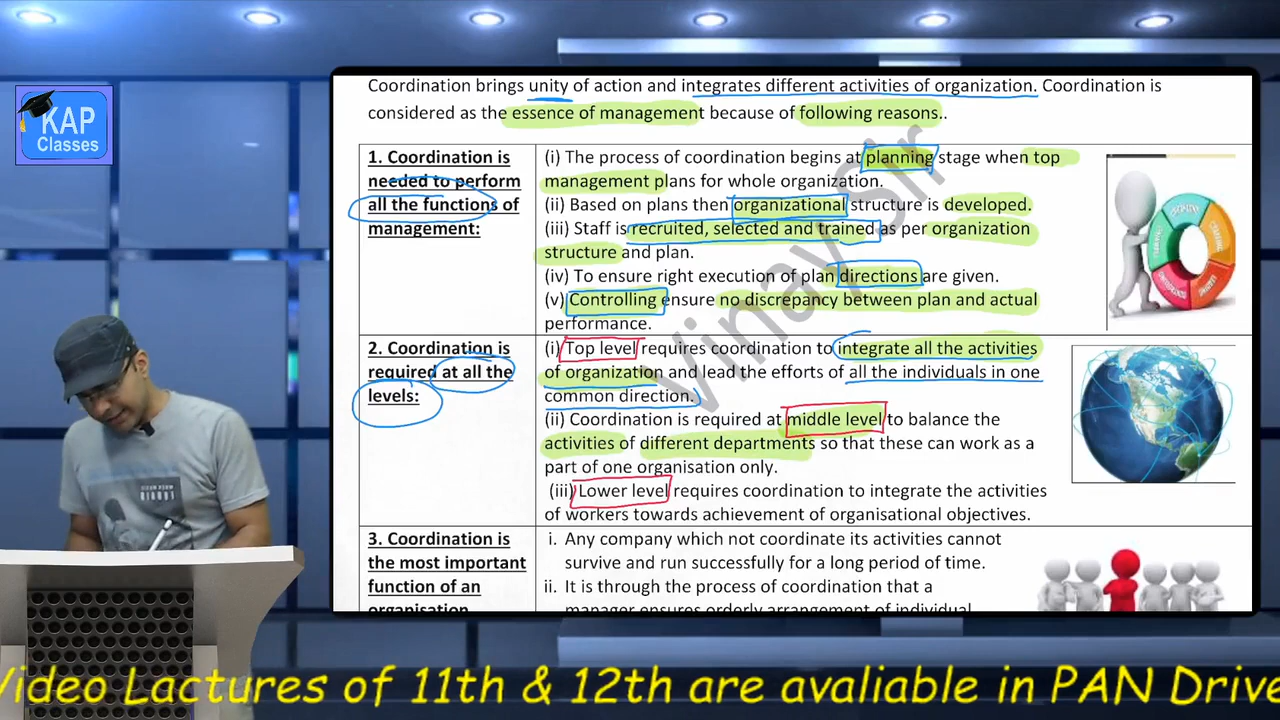 KAP
Classes
Coordination brings unity of action and integrates different activities of organization. Coordination is
considered as the essence of management because of following reasons..
1. Coordination is
needed to perform
all the functions of
management:
(i) The process of coordination begins at planning stage when top
management plans for whole organization.
(ii) Based on plans then organizational structure is developed.
(iii) Staff is recruited, selected and trained as per organization
structure and plan.
(iv) To ensure right execution of plan directions are given.
(v) Controlling ensure no discrepancy between plan and actual
performance.
2. Coordination is
required at all the
levels:
(i) Top level requires coordination to integrate all the activities
of organization and lead the efforts of all the individuals in one
common direction.
(ii) Coordination is required at middle level to balance the
activities of different departments so that these can work as a
part of one organisation only.
(iii) Lower level requires coordination to integrate the activities
of workers towards achievement of organisational objectives.
3. Coordination is
the most important
function of an
organisation
i. Any company which not coordinate its activities cannot
survive and run successfully for a long period of time.
ii. It is through the process of coordination that a
manager ensures orderly arrangement of individual
Vinay Sir
Video Lactures of 11th & 12th are avaliable in PAN Drive